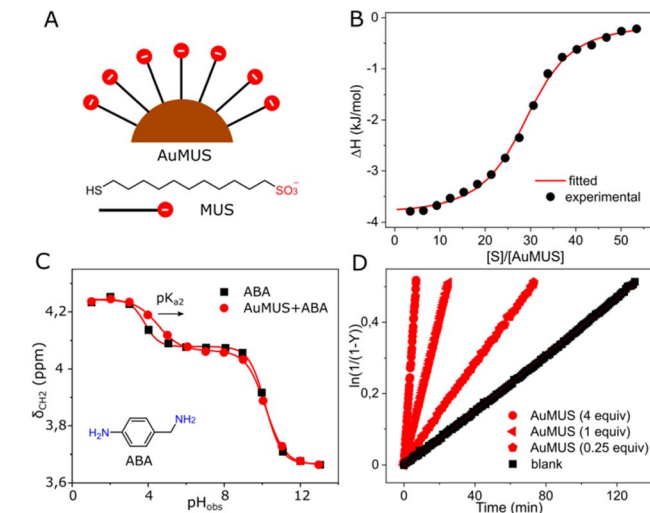 A
AuMUS
HS
SO3−
MUS
B
0
-1
-2
-3
-4
ΔH (kJ/mol)
fitted
experimental
0
10
20
30
40
50
[S]/[AuMUS]
C
4,2
4
3,8
3,6
δCH2 (ppm)
pKa2
ABA
AuMUS+ABA
H2N
NH2
ABA
0
4
8
12
pHobs
D
0,4
0,2
0
ln(1/(1-Y))
AuMUS (4 equiv)
AuMUS (1 equiv)
AuMUS (0.25 equiv)
blank
0
30
60
90
120
Time (min)